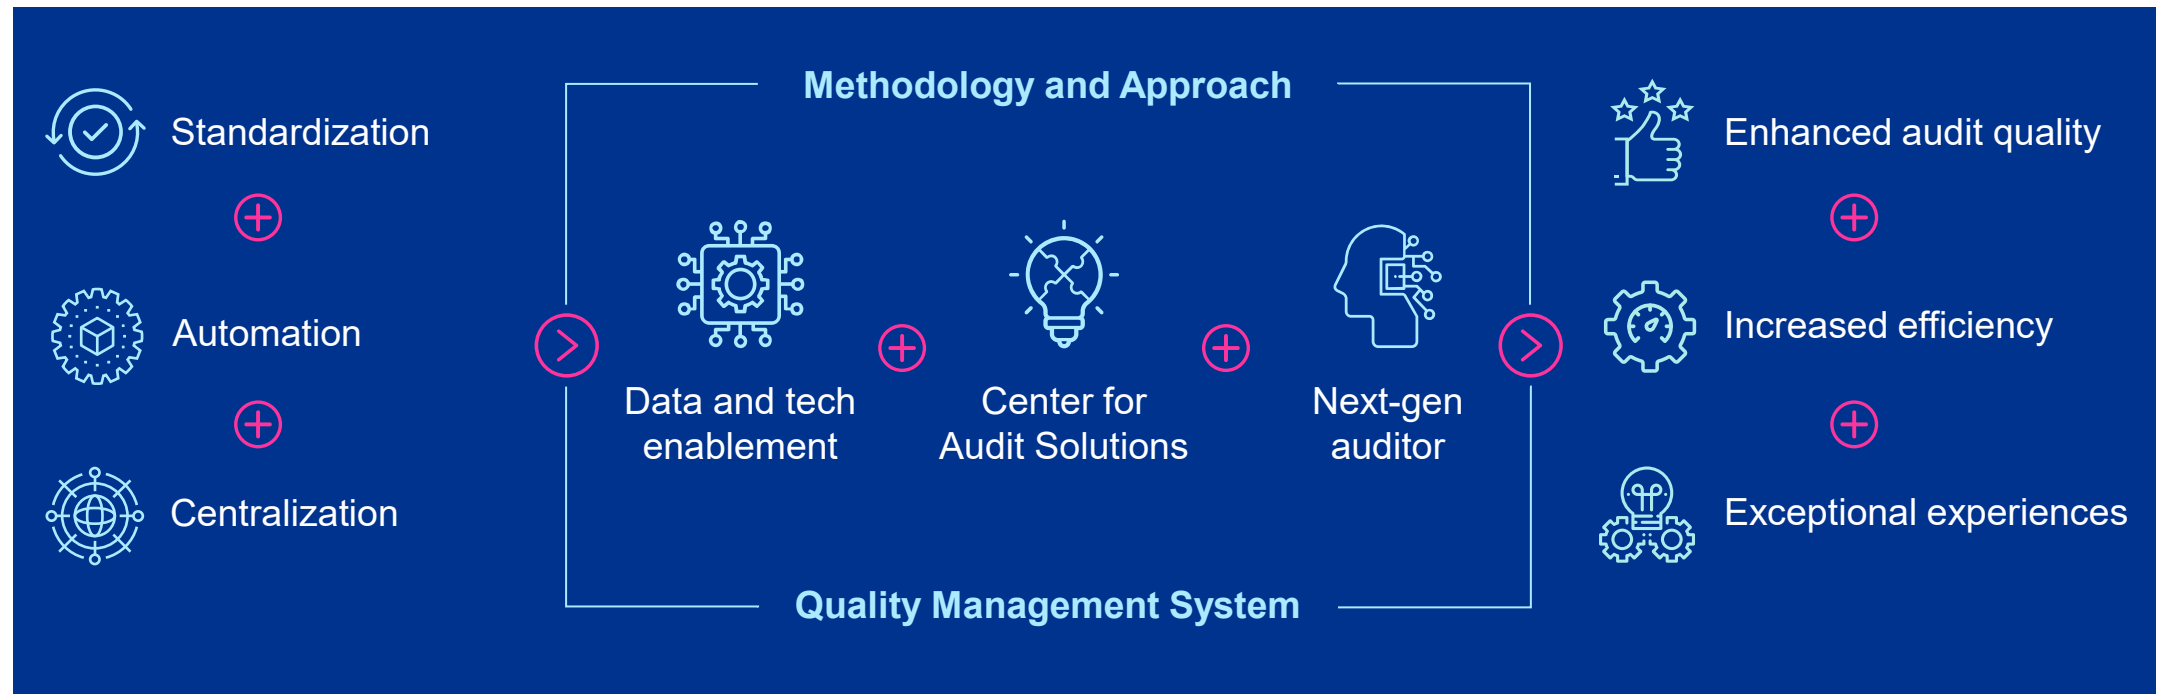 Standardization
Automation
Centralization
Methodology and Approach
Data and tech
enablement
Center for
Audit Solutions
Next-gen
auditor
Quality Management System
Enhanced audit quality
Increased efficiency
Exceptional experiences